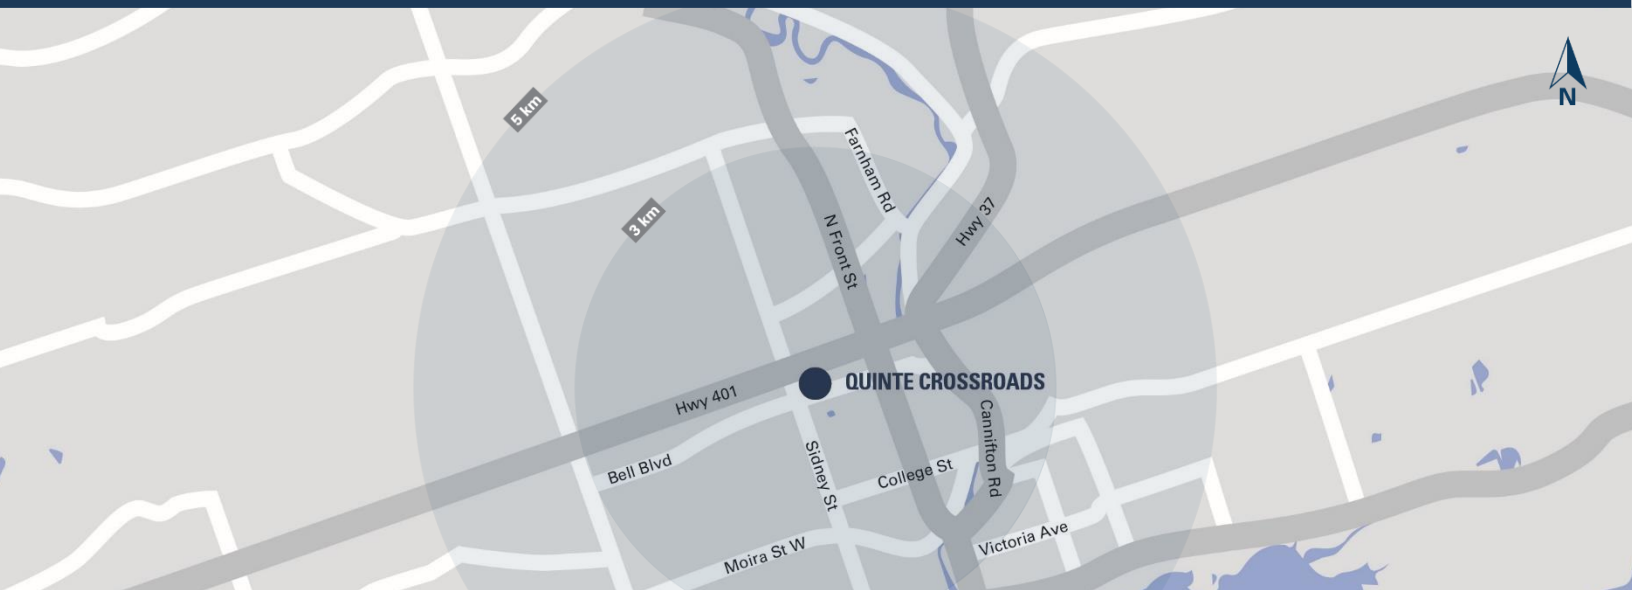 5 km
N
Farnham Rd
3 km
Hwy 37
N Front St
QUINTE CROSSROADS
Hwy 401
Cannifton Rd
Bell Blvd
Sidney St
College St
Victoria Ave
Moira St W